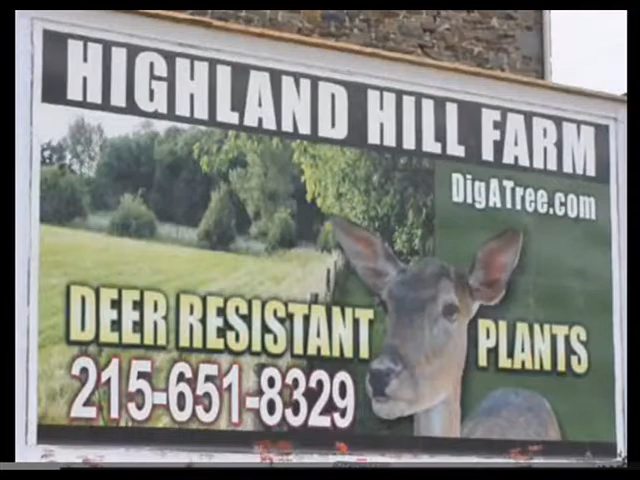 HIGHLAND HILL FARM
DigATree.com
DEER RESISTANT PLANTS
215-651-8329